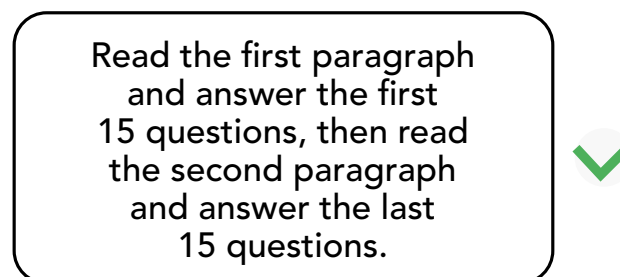 Read the first paragraph
and answer the first
15 questions, then read
the second paragraph
and answer the last
15 questions.